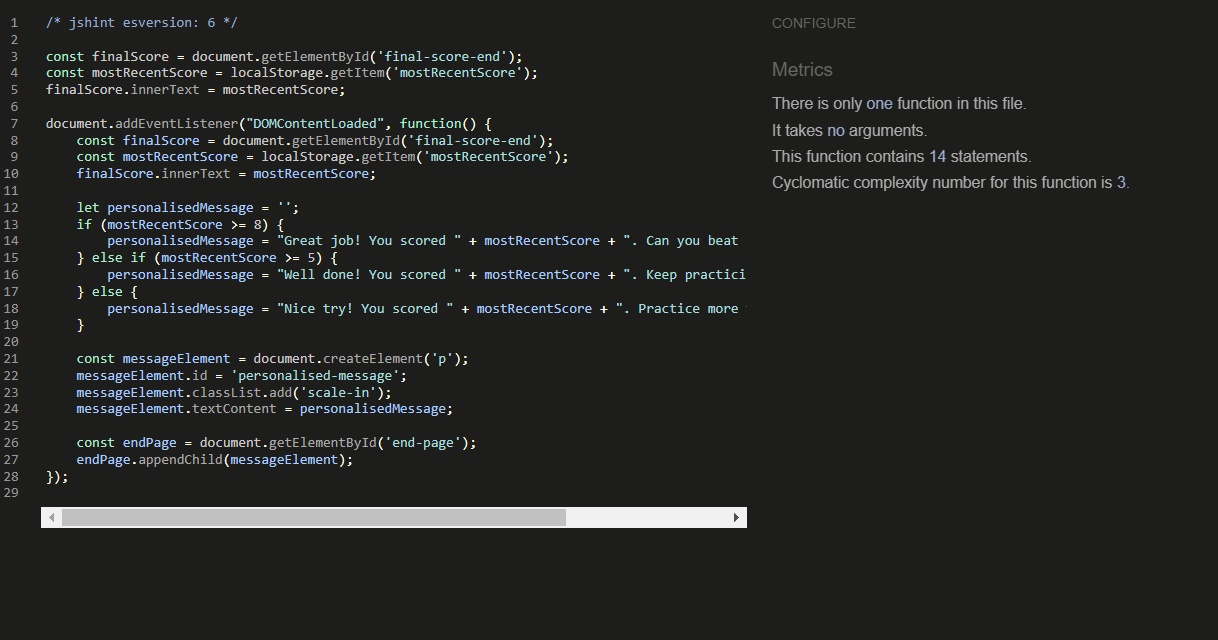 1 /* jshint esversion: 6 */
2
3 const finalScore = document.getElementById('final-score-end');
4 const mostRecentScore = localStorage.getItem('mostRecentScore');
5 finalScore.innerText = mostRecentScore;
6
7 document.addEventListener("DOMContentLoaded", function() {
8     const finalScore = document.getElementById('final-score-end');
9     const mostRecentScore = localStorage.getItem('mostRecentScore');
10     finalScore.innerText = mostRecentScore;
11
12     let personalisedMessage = '';
13     if (mostRecentScore >= 8) {
14         personalisedMessage = "Great job! You scored " + mostRecentScore + ". Can you beat
15     } else if (mostRecentScore >= 5) {
16         personalisedMessage = "Well done! You scored " + mostRecentScore + ". Keep practici
17     } else {
18         personalisedMessage = "Nice try! You scored " + mostRecentScore + ". Practice more
19     }
20
21     const messageElement = document.createElement('p');
22     messageElement.id = 'personalised-message';
23     messageElement.classList.add('scale-in');
24     messageElement.textContent = personalisedMessage;
25
26     const endPage = document.getElementById('end-page');
27     endPage.appendChild(messageElement);
28 });
29
CONFIGURE
Metrics
There is only one function in this file.
It takes no arguments.
This function contains 14 statements.
Cyclomatic complexity number for this function is 3.